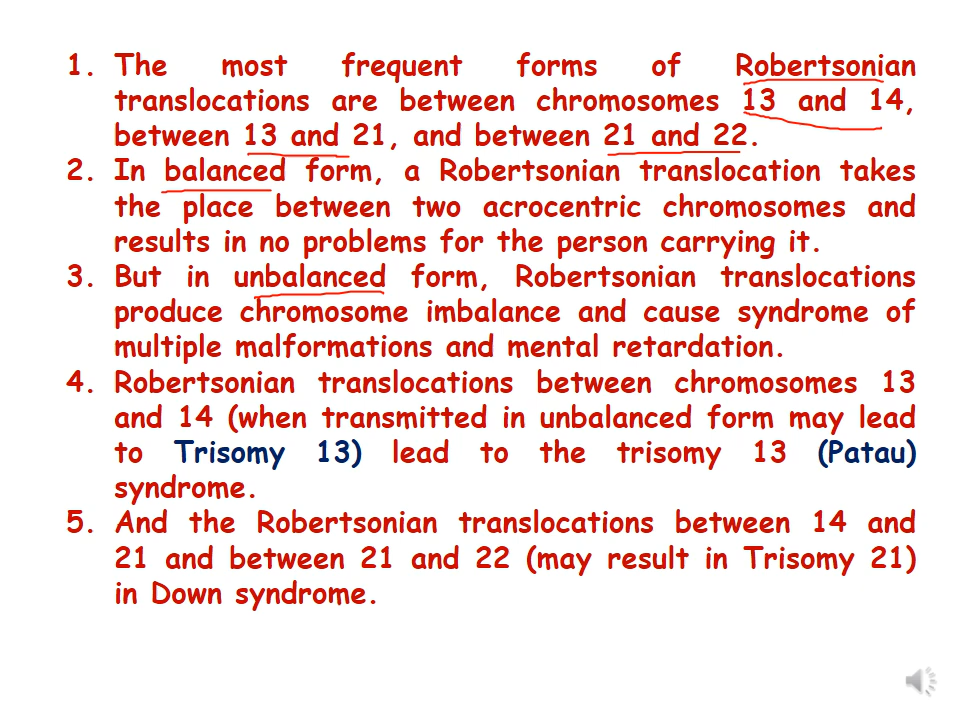 1. The most frequent forms of Robertsonian
translocations are between chromosomes 13 and 14,
between 13 and 21, and between 21 and 22.
2. In balanced form, a Robertsonian translocation takes
the place between two acrocentric chromosomes and
results in no problems for the person carrying it.
3. But in unbalanced form, Robertsonian translocations
produce chromosome imbalance and cause syndrome of
multiple malformations and mental retardation.
4. Robertsonian translocations between chromosomes 13
and 14 (when transmitted in unbalanced form may lead
to Trisomy 13) lead to the trisomy 13 (Patau)
syndrome.
5. And the Robertsonian translocations between 14 and
21 and between 21 and 22 (may result in Trisomy 21)
in Down syndrome.